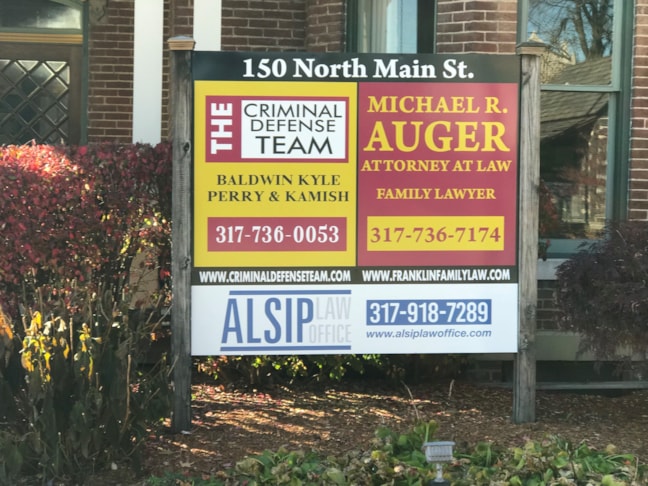 150 North Main St.
THE
CRIMINAL
DEFENSE
TEAM
BALDWIN KYLE
PERRY & KAMISH
317-736-0053
WWW.CRIMINALDEFENSETEAM.COM
MICHAEL R.
AUGER
ATTORNEY AT LAW
FAMILY LAWYER
317-736-7174
WWW.FRANKLINFAMILYLAW.COM
ALSIP LAW
OFFICE
317-918-7289
www.alsiplawoffice.com